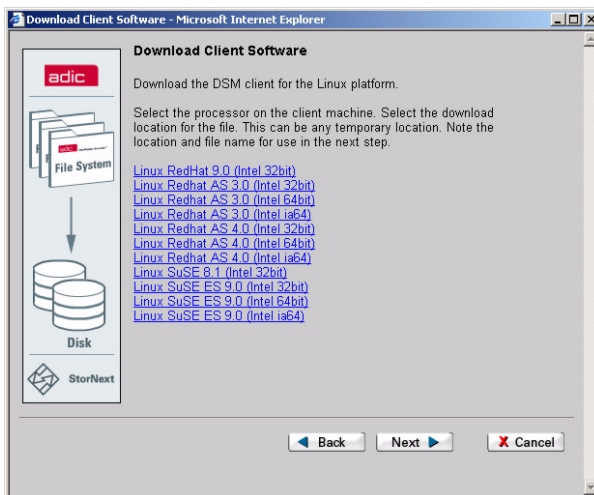 Download Client Software - Microsoft Internet Explorer
Download Client Software
adic
Download the DSM client for the Linux platform.
Select the processor on the client machine. Select the download
location for the file. This can be any temporary location. Note the
location and file name for use in the next step.
adic
File System
Linux RedHat 9.0 (Intel 32bit)
Linux Redhat AS 3.0 (Intel 32bit)
Linux Redhat AS 3.0 (Intel 64bit)
Linux Redhat AS 3.0 (Intel ia64)
Linux Redhat AS 4.0 (Intel 32bit)
Linux Redhat AS 4.0 (Intel 64bit)
Linux Redhat AS 4.0 (Intel ia64)
Linux SuSE 8.1 (Intel 32bit)
Linux SuSE ES 9.0 (Intel 32bit)
Linux SuSE ES 9.0 (Intel 64bit)
Linux SuSE ES 9.0 (Intel ia64)
Disk
StorNext
Back
Next
Cancel